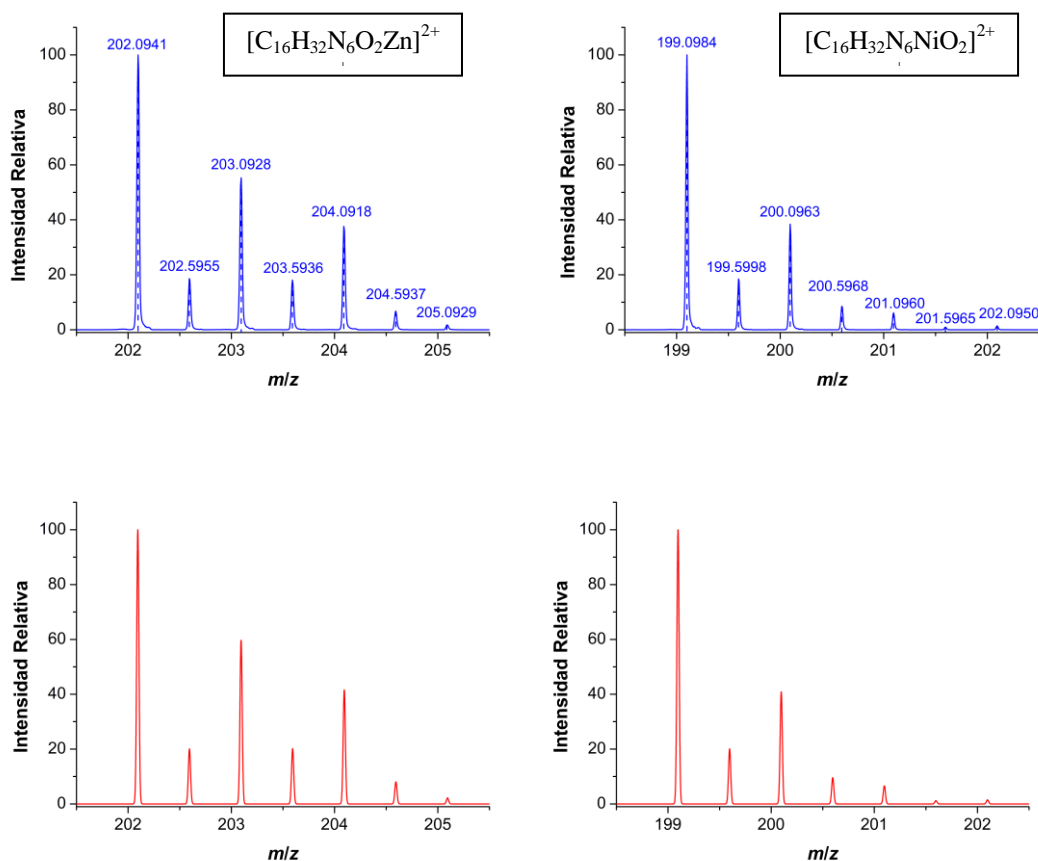 [C16H32N6O2Zn]2+
202.0941
203.0928
204.0918
202.5955
203.5936
204.5937
205.0929
100
80
60
40
20
0
Intensidad Relativa
202 203 204 205
m/z
[C16H32N6NiO2]2+
199.0984
200.0963
199.5998
200.5968
201.0960
201.5965
202.0950
100
80
60
40
20
0
Intensidad Relativa
199 200 201 202
m/z
100
80
60
40
20
0
Intensidad Relativa
202 203 204 205
m/z
100
80
60
40
20
0
Intensidad Relativa
199 200 201 202
m/z